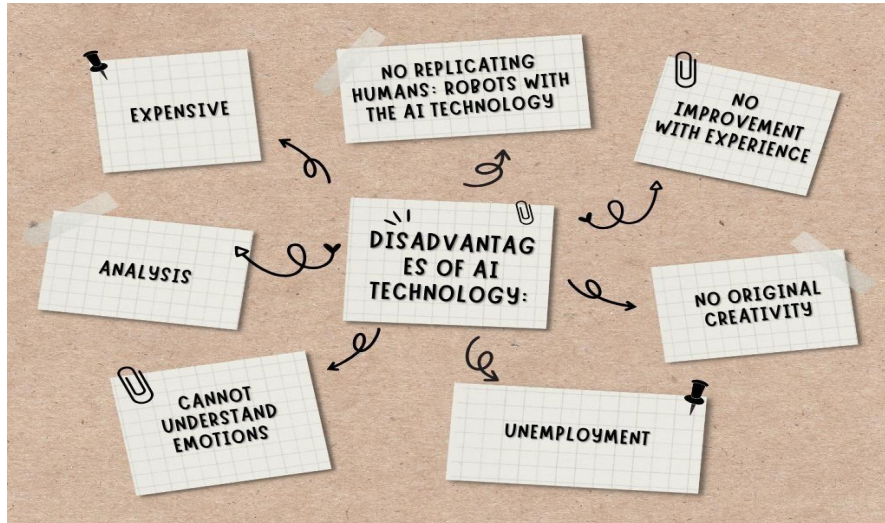 EXPENSIVE
NO REPLICATING
HUMANS: ROBOTS WITH
THE AI TECHNOLOGY
NO
IMPROVEMENT
WITH EXPERIENCE
ANALYSIS
DISADVANTAG
ES OF AI
TECHNOLOGY:
NO ORIGINAL
CREATIVITY
CANNOT
UNDERSTAND
EMOTIONS
UNEMPLOYMENT